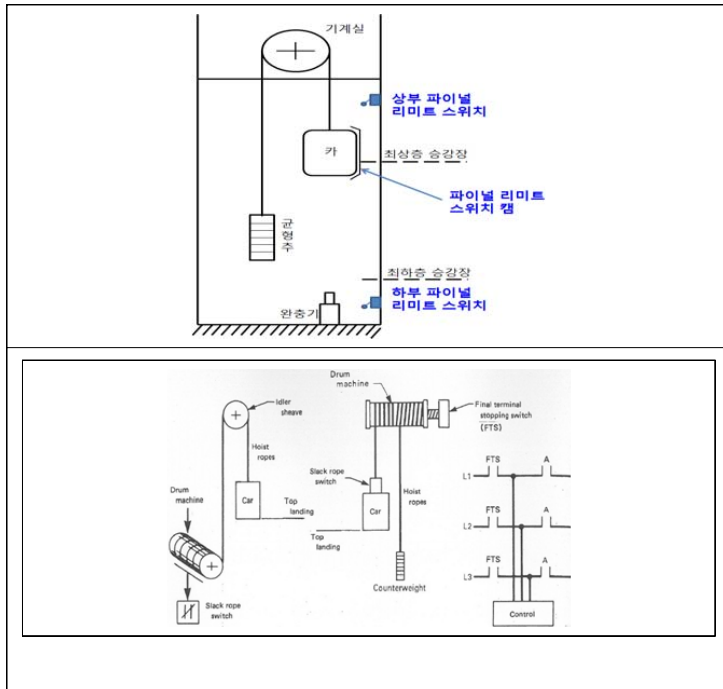 기계실
상부 파이널
리미트 스위치
카
최상층 승강장
파이널 리미트
스위치 캠
균형추
최하층 승강장
하부 파이널
리미트 스위치
완충기
Drum
machine
Idler
sheave
Final terminal
stopping switch
(FTS)
Hoist
ropes
Slack rope
switch
FTS
A
L1
Drum
machine
Car
Top
landing
Car
Hoist
ropes
Top
landing
FTS
A
L2
Counterweight
FTS
A
L3
Slack rope
switch
Control